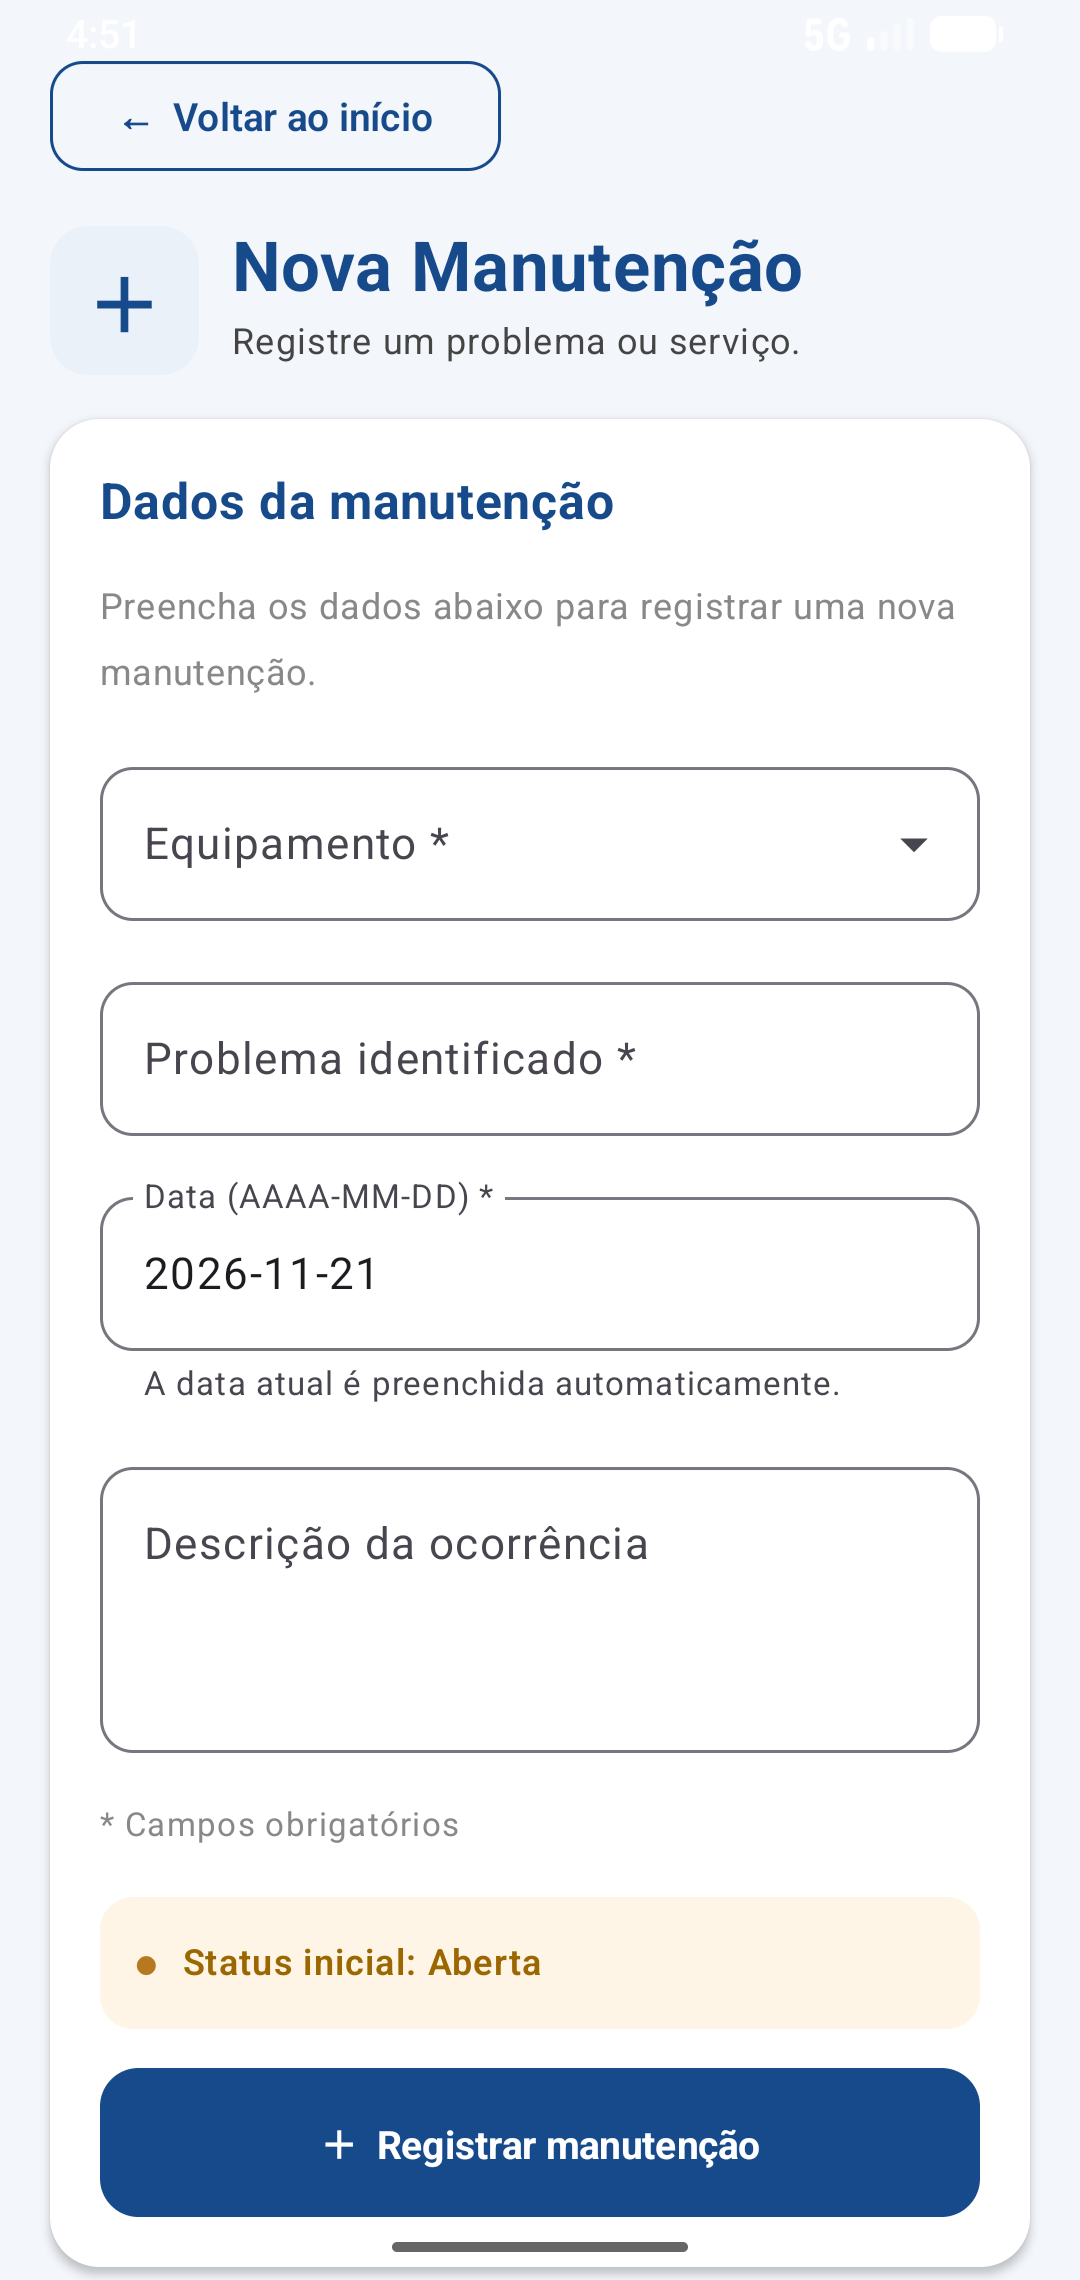 4:51 5G
← Voltar ao início
Nova Manutenção
Registre um problema ou serviço.
Dados da manutenção
Preencha os dados abaixo para registrar uma nova
manutenção.
Equipamento *
Problema identificado *
Data (AAAA-MM-DD) *
2026-11-21
A data atual é preenchida automaticamente.
Descrição da ocorrência
* Campos obrigatórios
● Status inicial: Aberta
+ Registrar manutenção